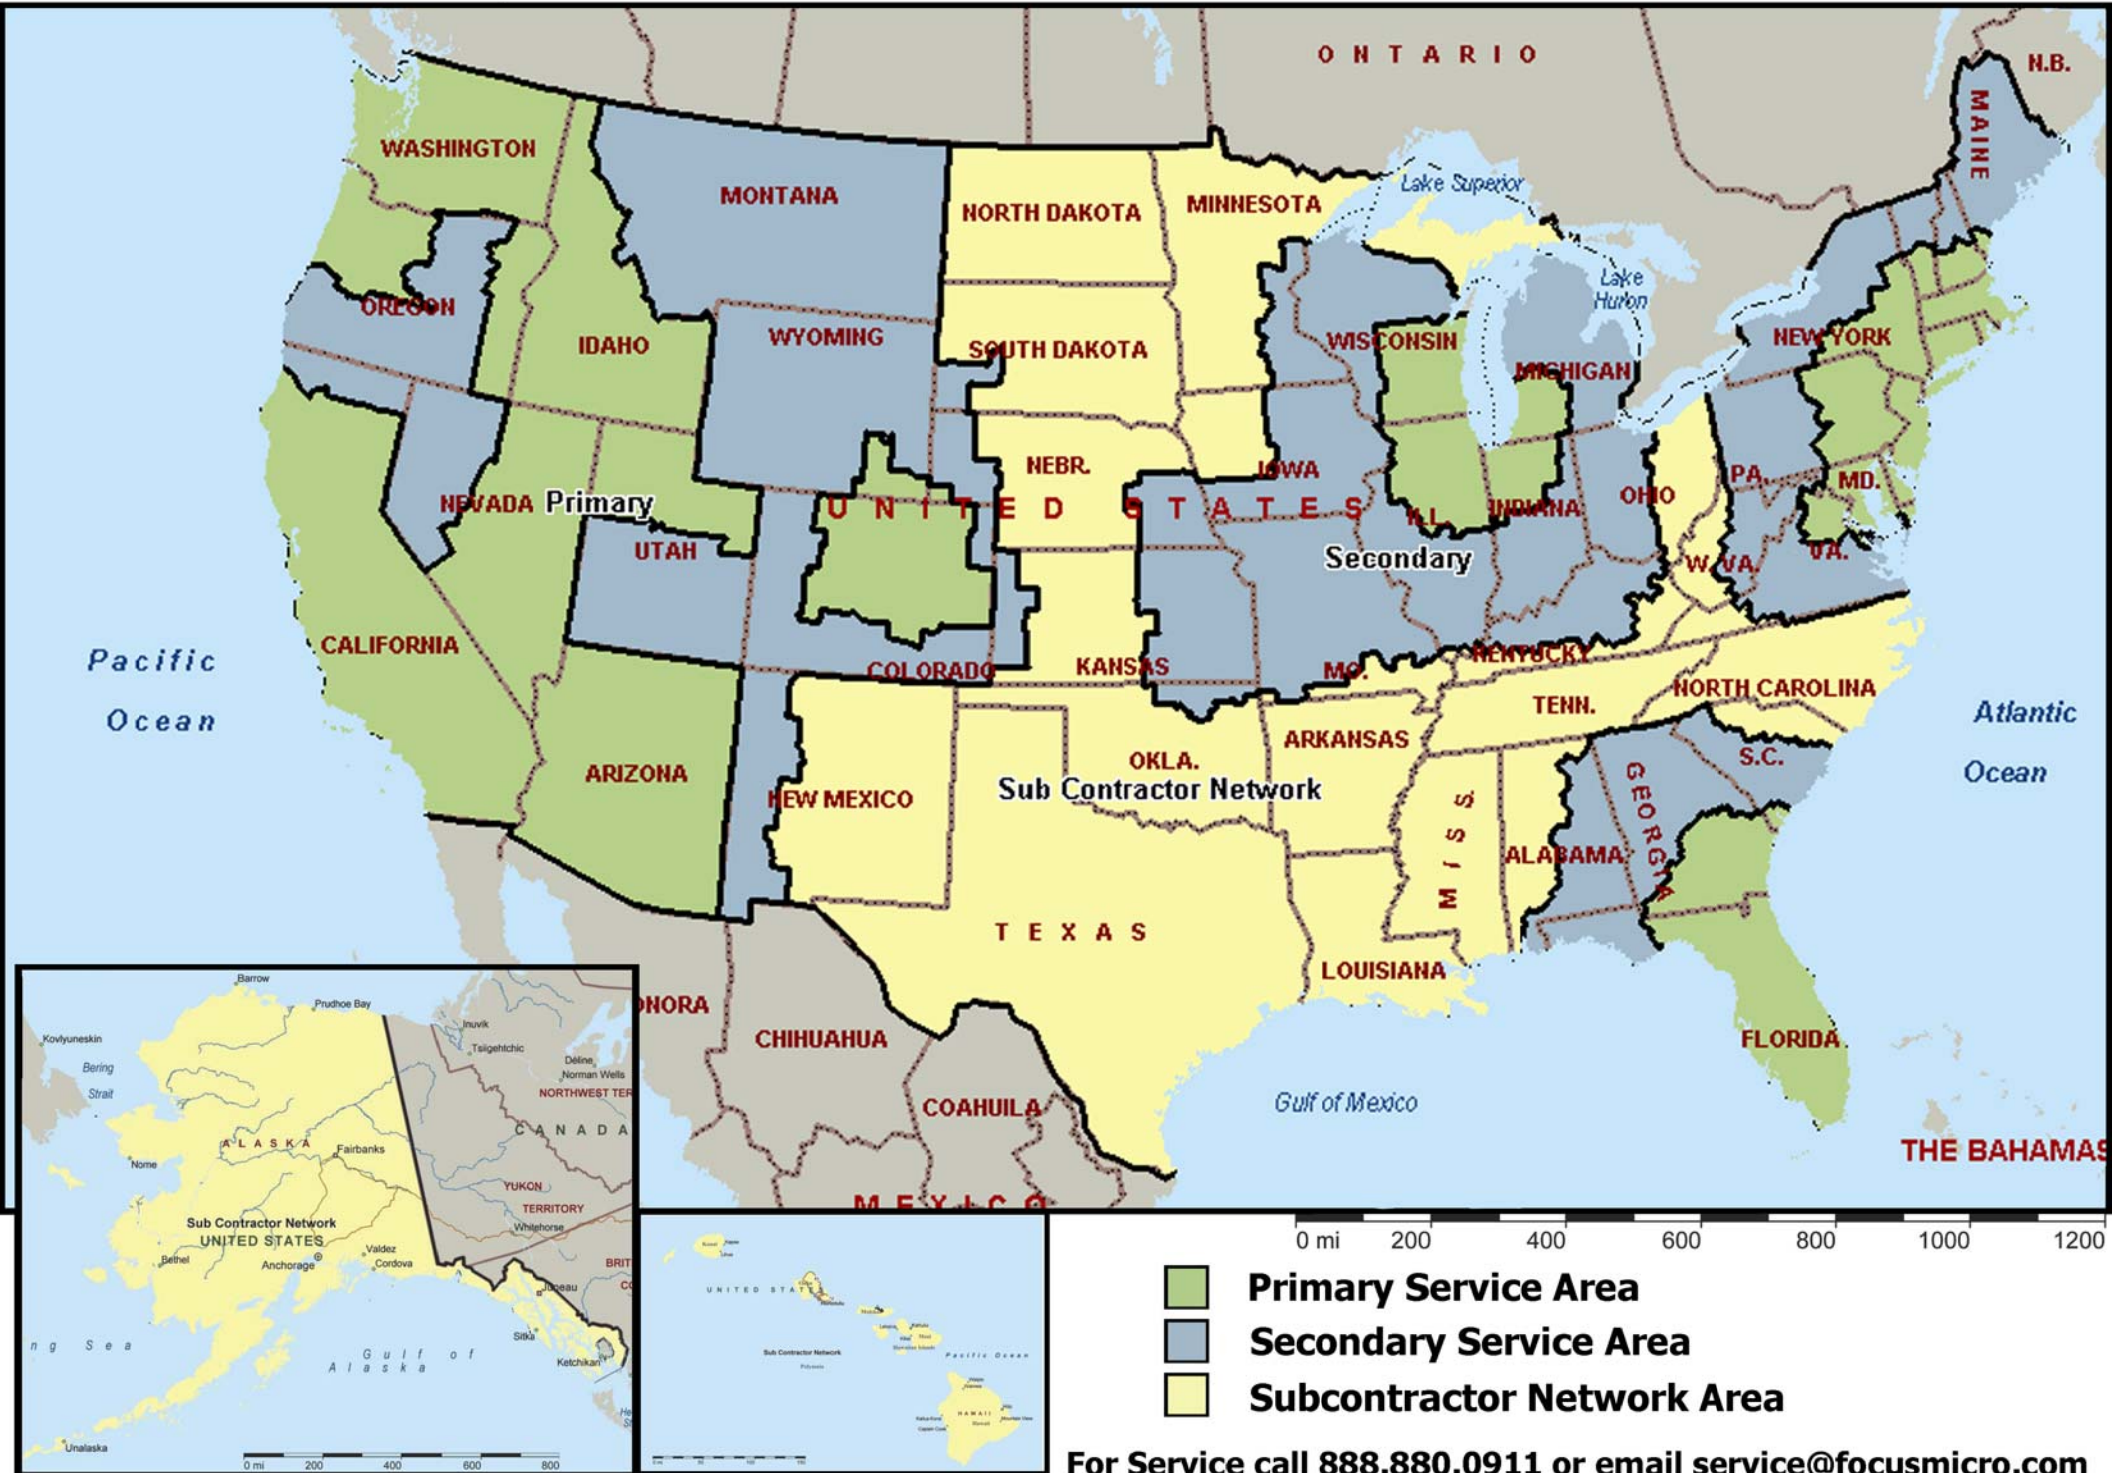 ONTARIO
N.B.
MAINE
WASHINGTON
MONTANA
NORTH DAKOTA
MINNESOTA
Lake Superior
Lake
Huron
OREGON
IDAHO
WYOMING
SOUTH DAKOTA
WISCONSIN
MICHIGAN
NEW YORK
NEVADA
Primary
UTAH
UNITED STATES
NEBR.
IOWA
ILL.
INDIANA
OHIO
PA.
MD.
W. VA.
VA.
Secondary
Pacific
Ocean
CALIFORNIA
COLORADO
KANSAS
MO.
KENTUCKY
ARIZONA
NEW MEXICO
OKLA.
Sub Contractor Network
ARKANSAS
TENN.
NORTH CAROLINA
S.C.
GEORGIA
Atlantic
Ocean
MISS.
ALABAMA
TEXAS
LOUISIANA
FLORIDA
Gulf of Mexico
THE BAHAMAS
ONORA
CHIHUAHUA
COAHUILA
MEXICO
Barrow
Prudhoe Bay
Kovlyuneskin
Bering
Strait
Inuvik
Tsiigehtchic
Déline
Norman Wells
NORTHWEST TER
CANADA
ALASKA
Fairbanks
Nome
YUKON
TERRITORY
Whitehorse
Sub Contractor Network
UNITED STATES
Bethel
Anchorage
Valdez
Cordova
BRIT
CO
Juneau
Sitka
Ketchikan
ng Sea
Gulf of
Alaska
Unalaska
0 mi 200 400 600 800
UNITED STATES
Sub Contractor Network
Polynesia
Pacific Ocean
HAWAII
Hawaii
0 mi 200 400 600 800 1000 1200
Primary Service Area
Secondary Service Area
Subcontractor Network Area
For Service call 888.880.0911 or email service@focusmicro.com